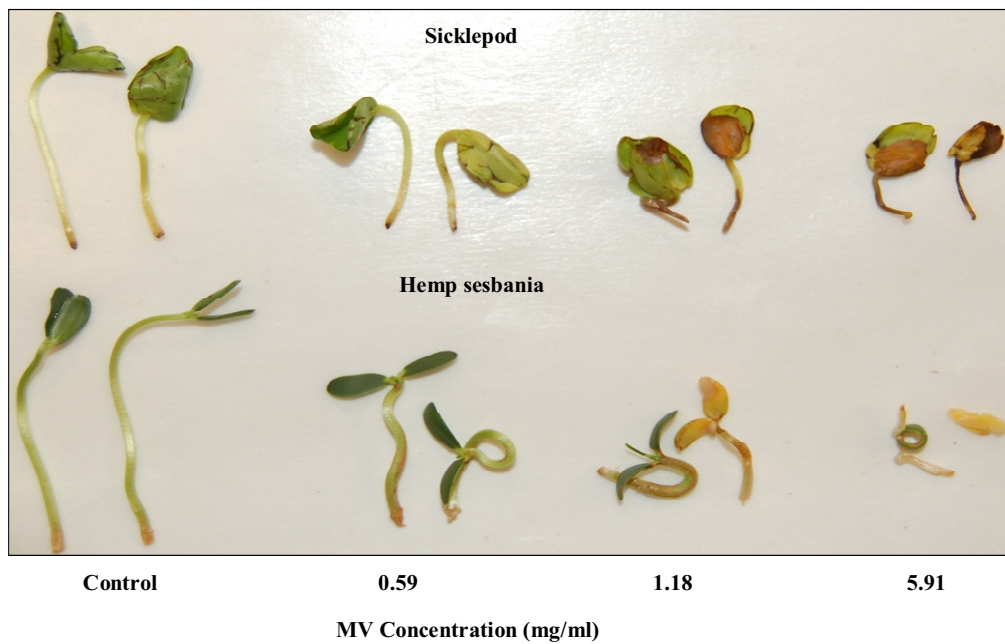 Sicklepod
Hemp sesbania
Control 0.59 1.18 5.91
MV Concentration (mg/ml)